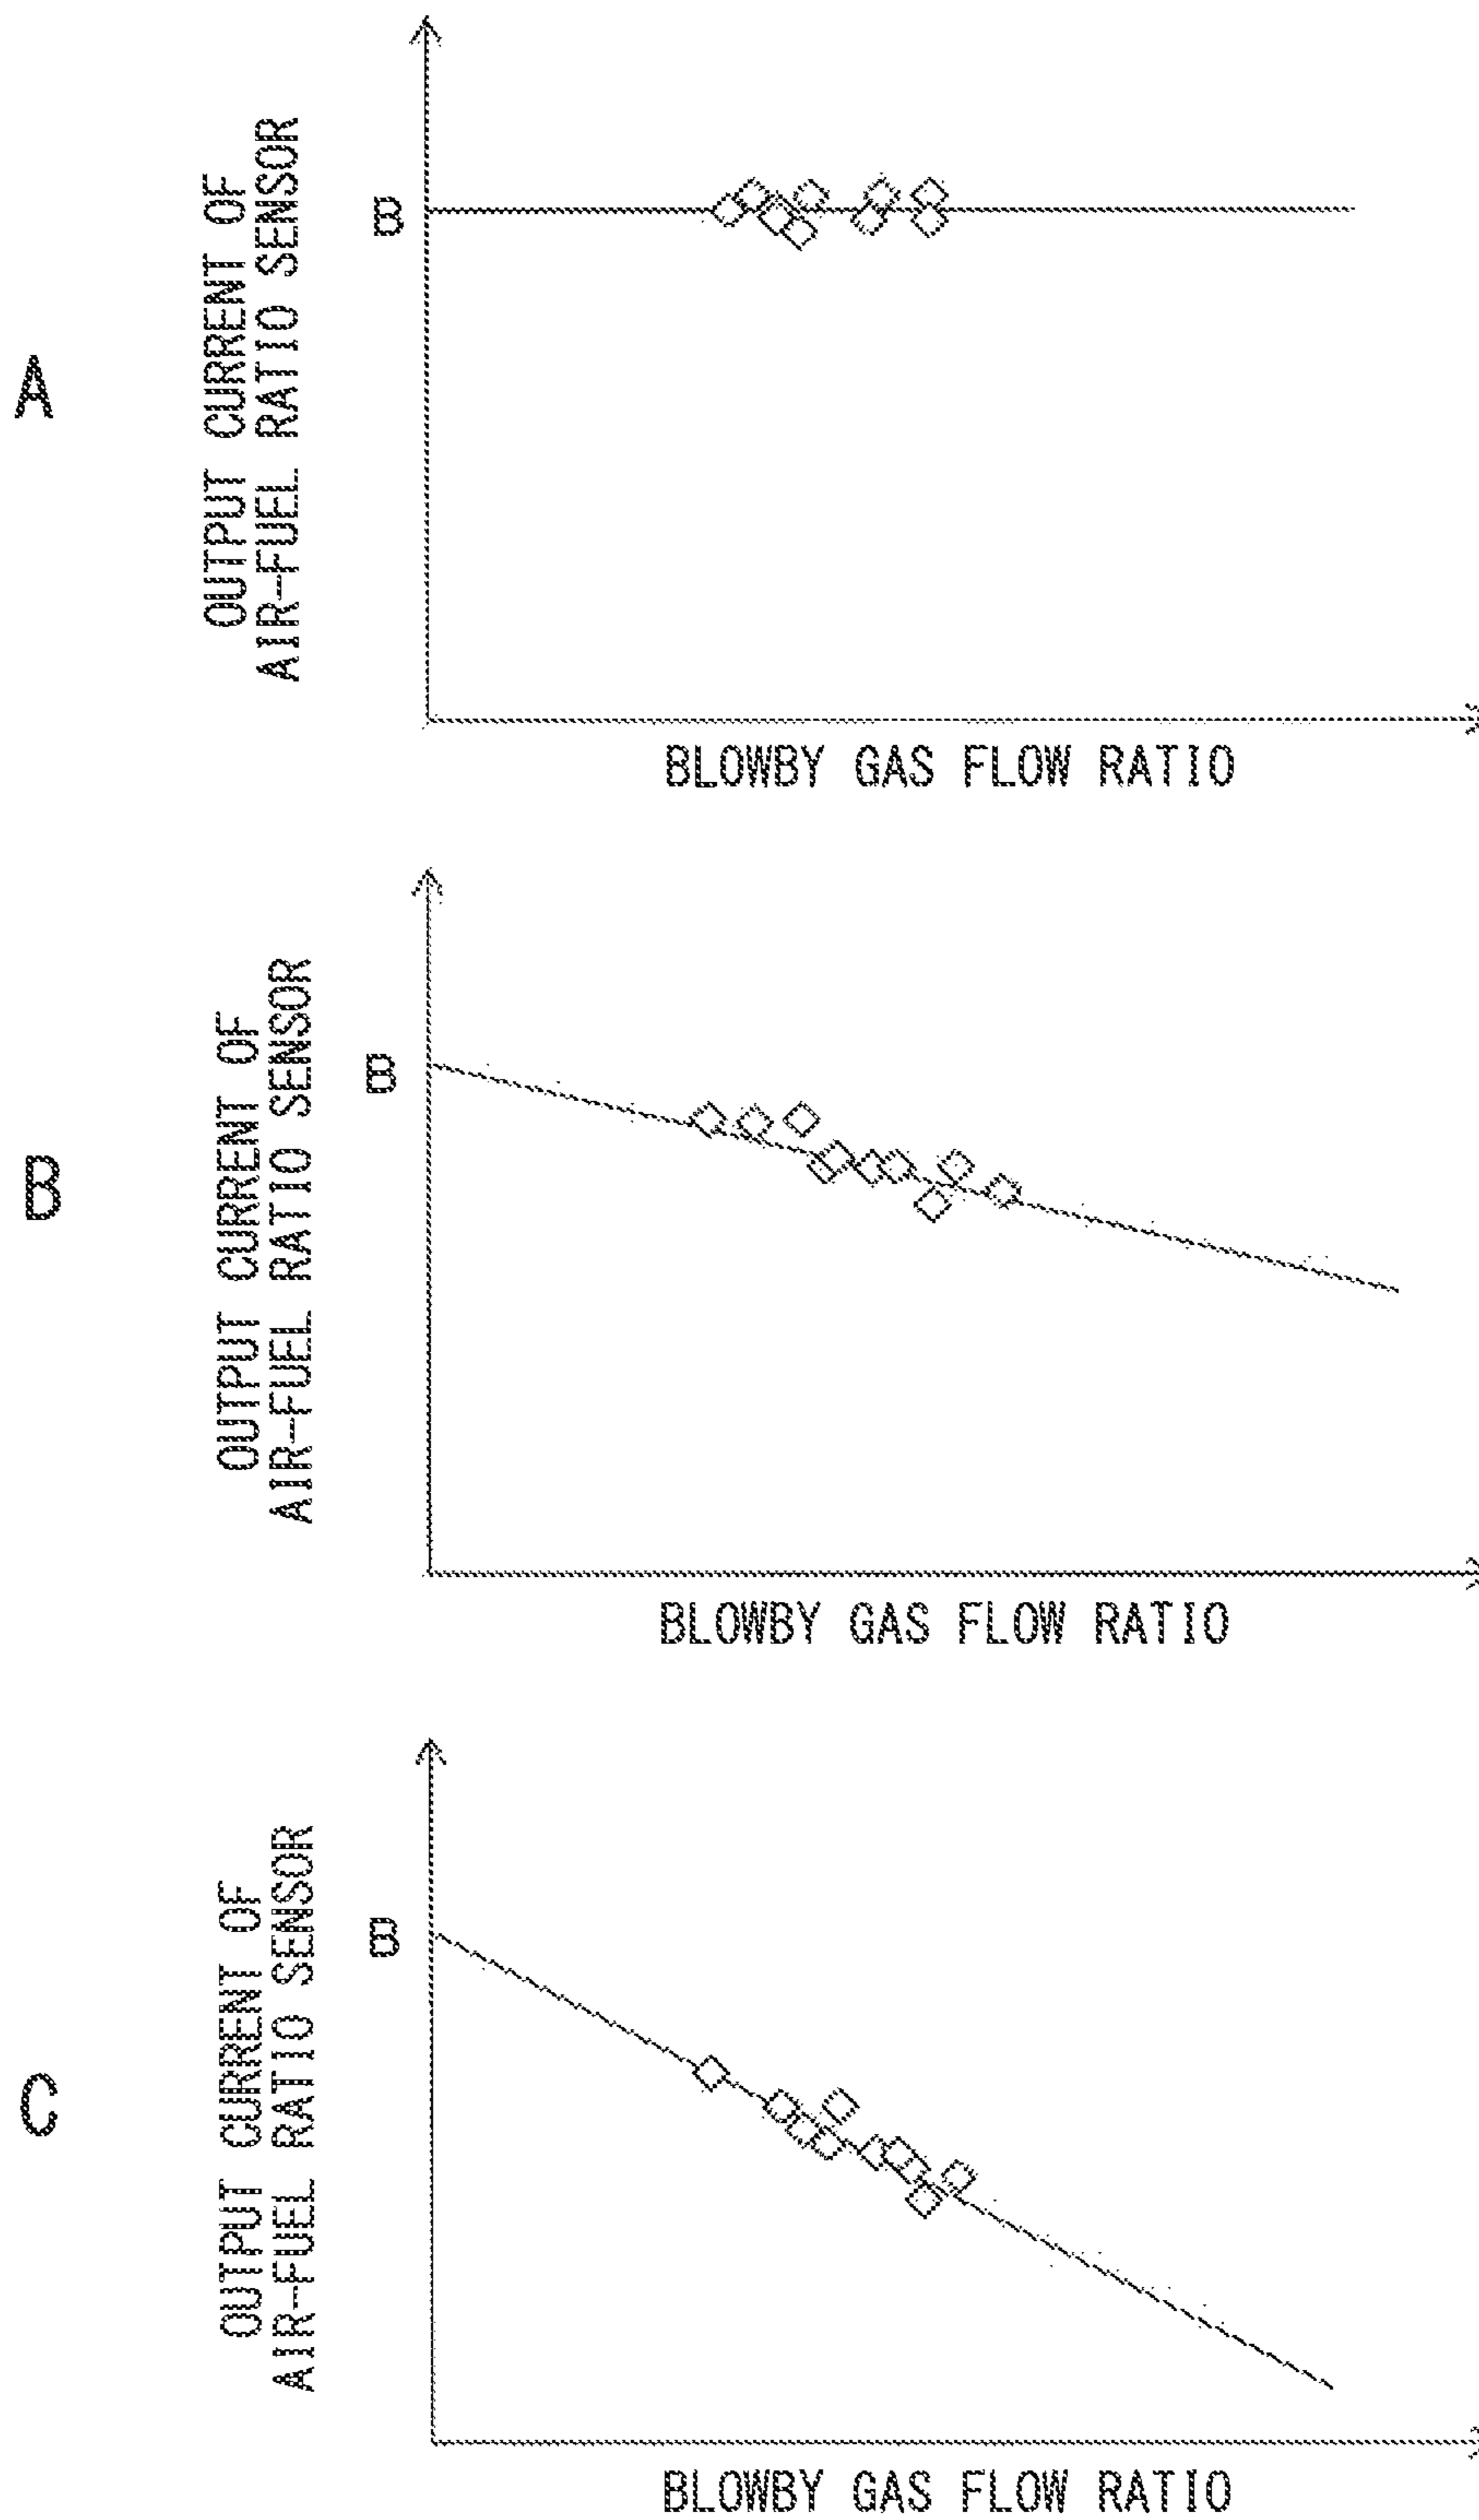 A
OUTPUT CURRENT OF
AIR-FUEL RATIO SENSOR
B
BLOWBY GAS FLOW RATIO
B
OUTPUT CURRENT OF
AIR-FUEL RATIO SENSOR
B
BLOWBY GAS FLOW RATIO
C
OUTPUT CURRENT OF
AIR-FUEL RATIO SENSOR
B
BLOWBY GAS FLOW RATIO